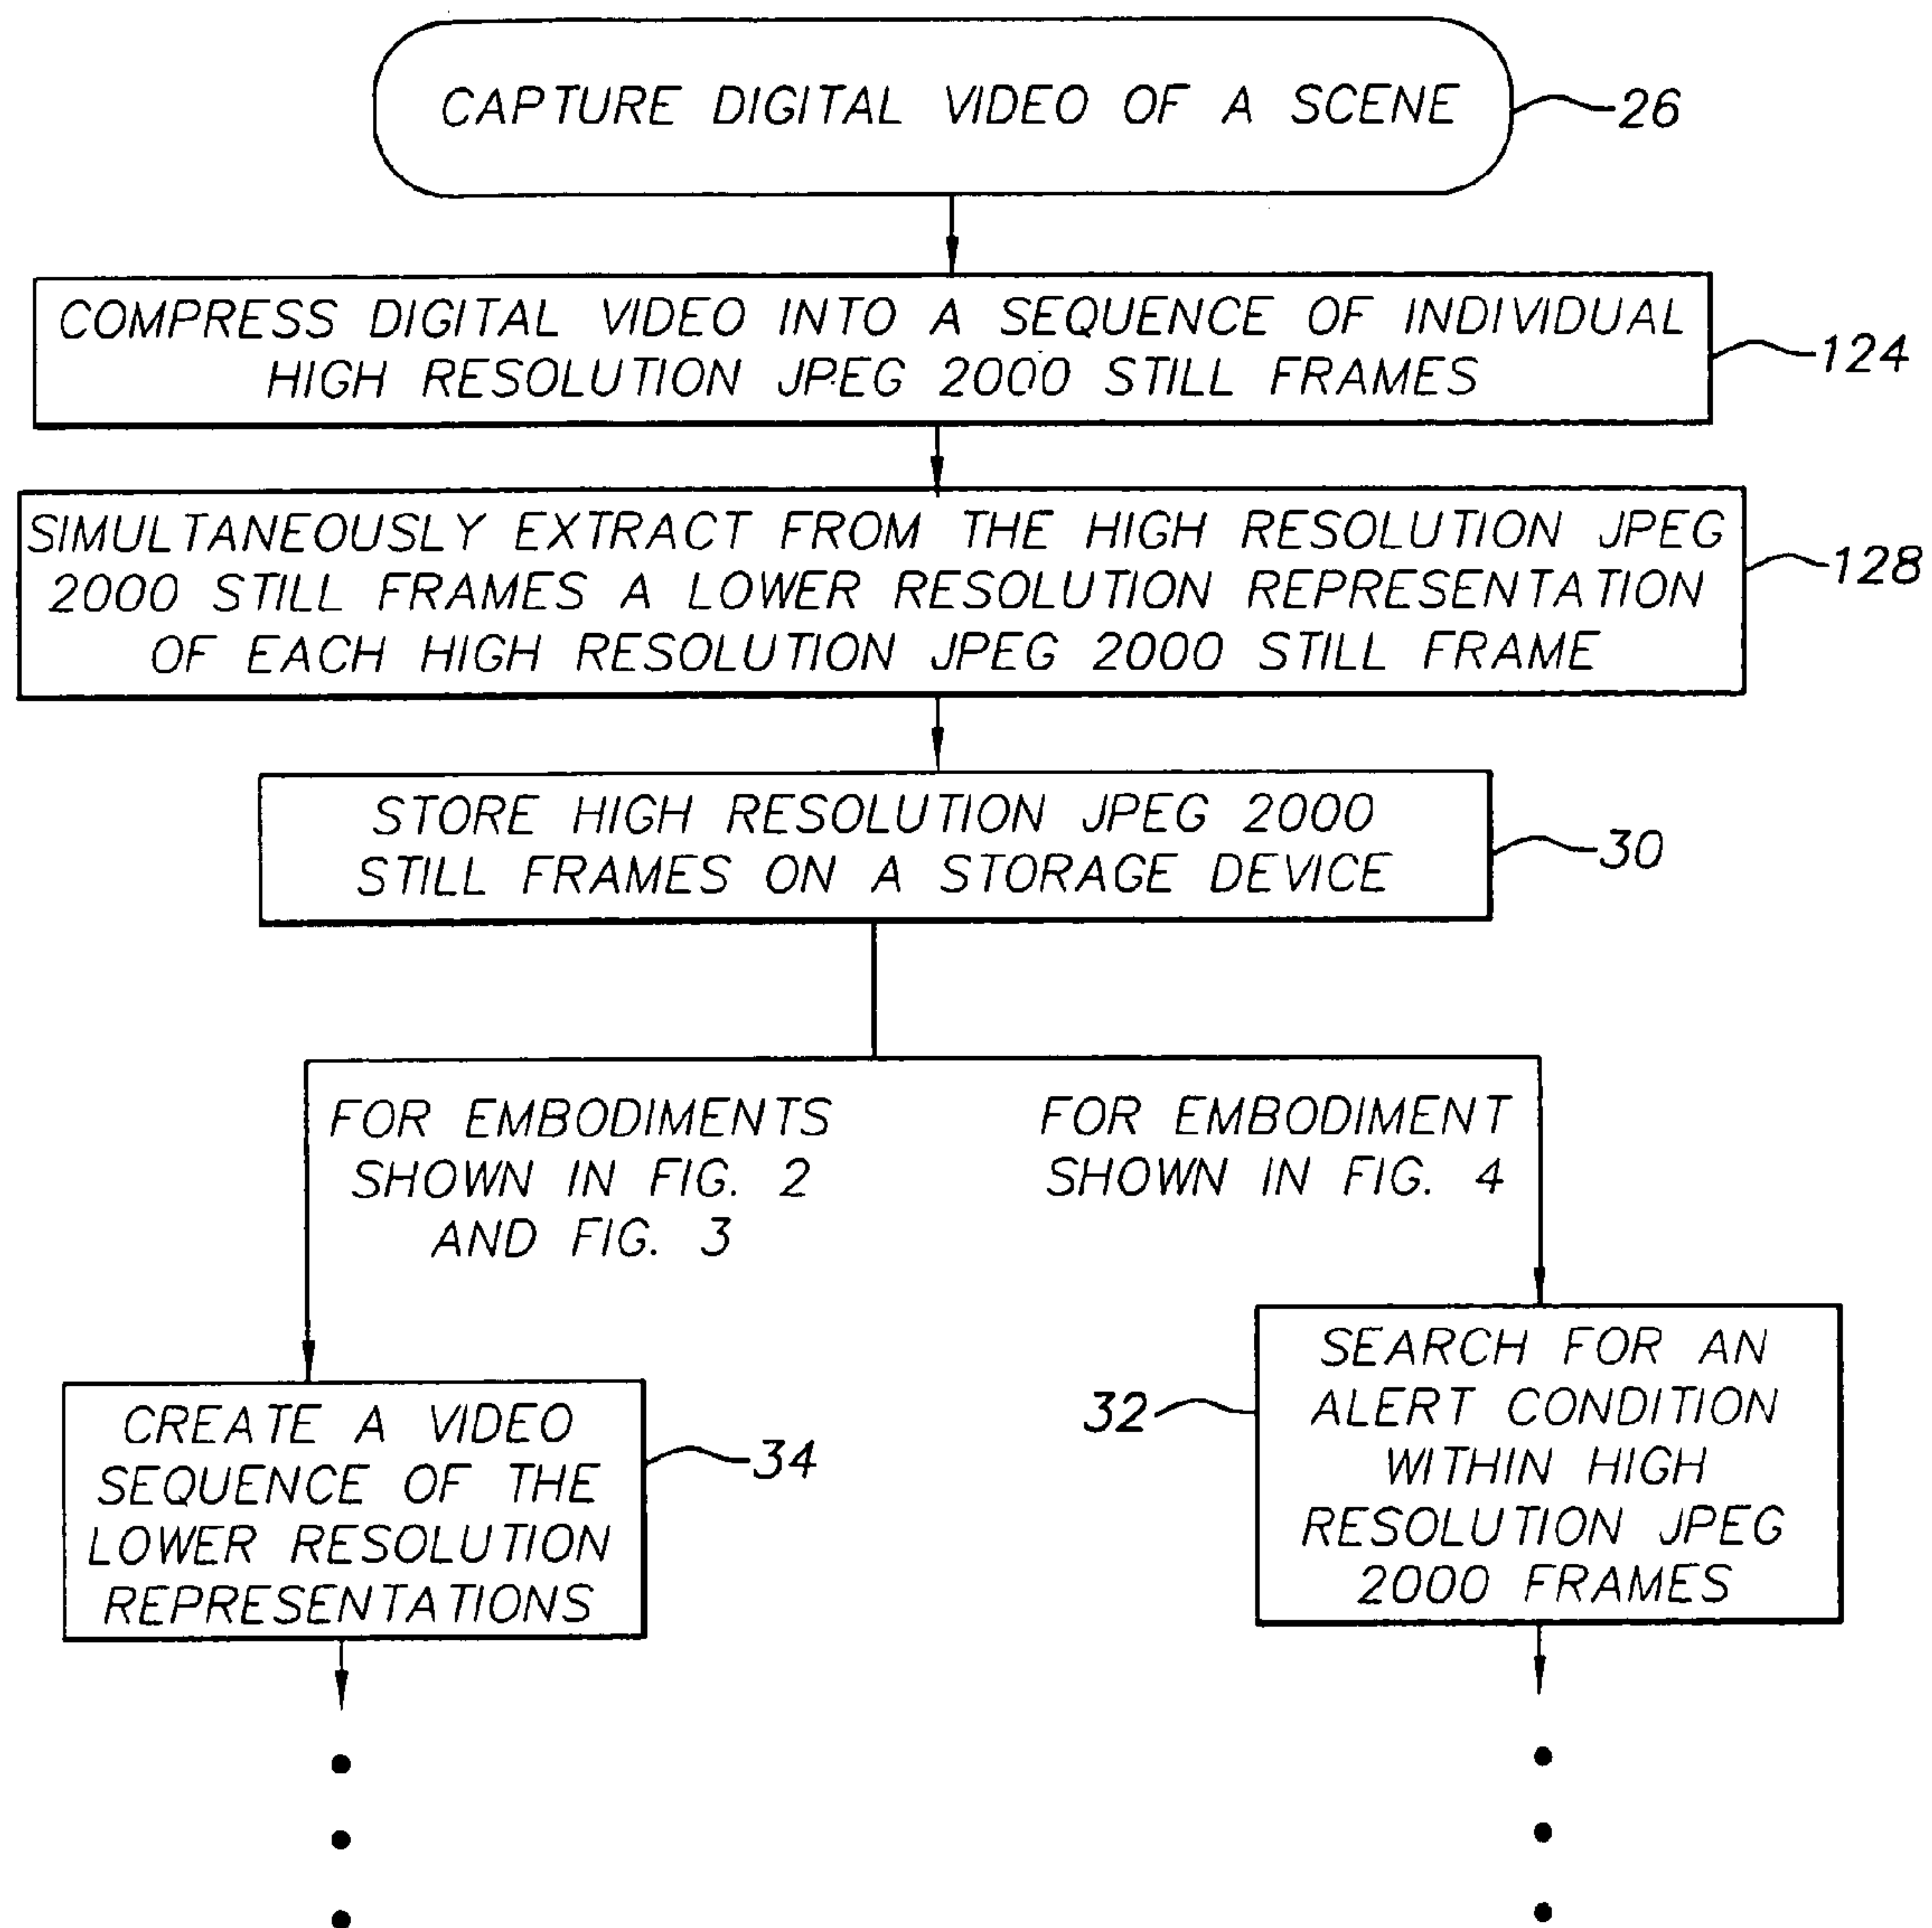 CAPTURE DIGITAL VIDEO OF A SCENE
26
COMPRESS DIGITAL VIDEO INTO A SEQUENCE OF INDIVIDUAL
HIGH RESOLUTION JPEG 2000 STILL FRAMES
124
SIMULTANEOUSLY EXTRACT FROM THE HIGH RESOLUTION JPEG
2000 STILL FRAMES A LOWER RESOLUTION REPRESENTATION
OF EACH HIGH RESOLUTION JPEG 2000 STILL FRAME
128
STORE HIGH RESOLUTION JPEG 2000
STILL FRAMES ON A STORAGE DEVICE
30
FOR EMBODIMENTS
SHOWN IN FIG. 2
AND FIG. 3
FOR EMBODIMENT
SHOWN IN FIG. 4
CREATE A VIDEO
SEQUENCE OF THE
LOWER RESOLUTION
REPRESENTATIONS
34
32
SEARCH FOR AN
ALERT CONDITION
WITHIN HIGH
RESOLUTION JPEG
2000 FRAMES